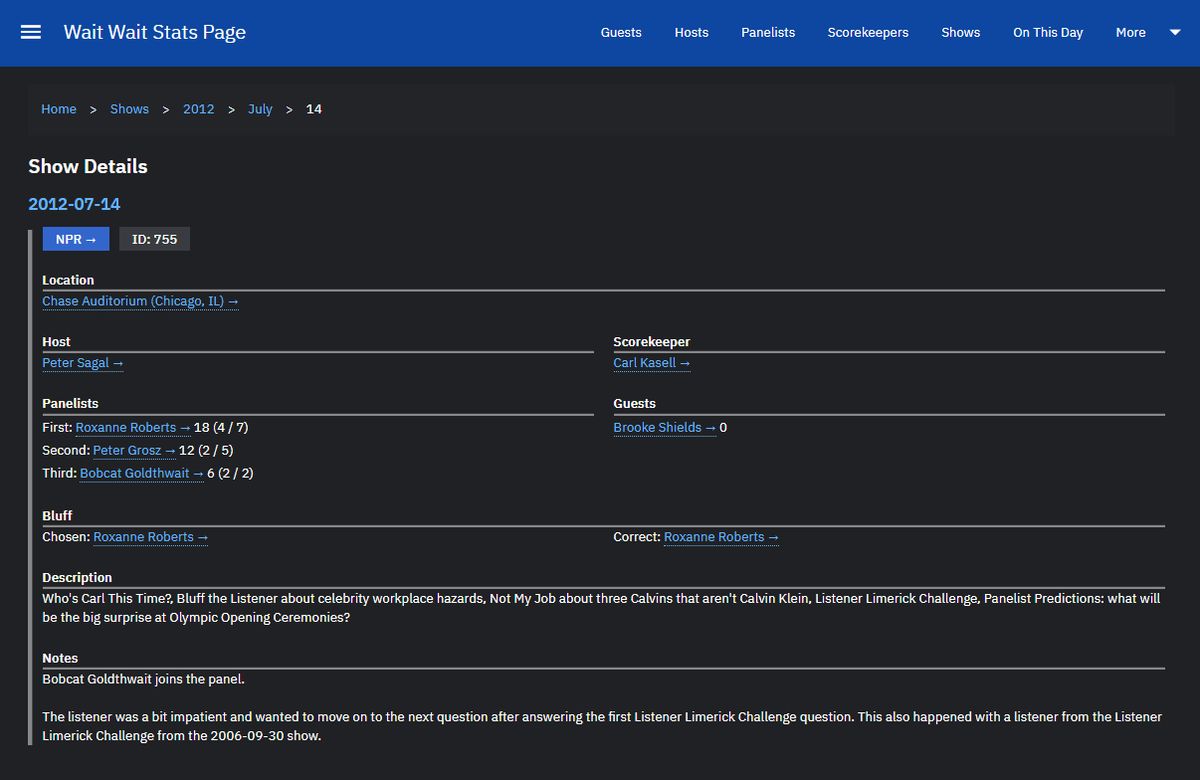 Wait Wait Stats Page
Guests Hosts Panelists Scorekeepers Shows On This Day More
Home > Shows > 2012 > July > 14
Show Details
2012-07-14
NPR → ID: 755
Location
Chase Auditorium (Chicago, IL) →
Host
Peter Sagal →
Scorekeeper
Carl Kasell →
Panelists
First: Roxanne Roberts → 18 (4 / 7)
Second: Peter Grosz → 12 (2 / 5)
Third: Bobcat Goldthwait → 6 (2 / 2)
Guests
Brooke Shields → 0
Bluff
Chosen: Roxanne Roberts →
Correct: Roxanne Roberts →
Description
Who's Carl This Time?, Bluff the Listener about celebrity workplace hazards, Not My Job about three Calvins that aren't Calvin Klein, Listener Limerick Challenge, Panelist Predictions: what will
be the big surprise at Olympic Opening Ceremonies?
Notes
Bobcat Goldthwait joins the panel.
The listener was a bit impatient and wanted to move on to the next question after answering the first Listener Limerick Challenge question. This also happened with a listener from the Listener
Limerick Challenge from the 2006-09-30 show.